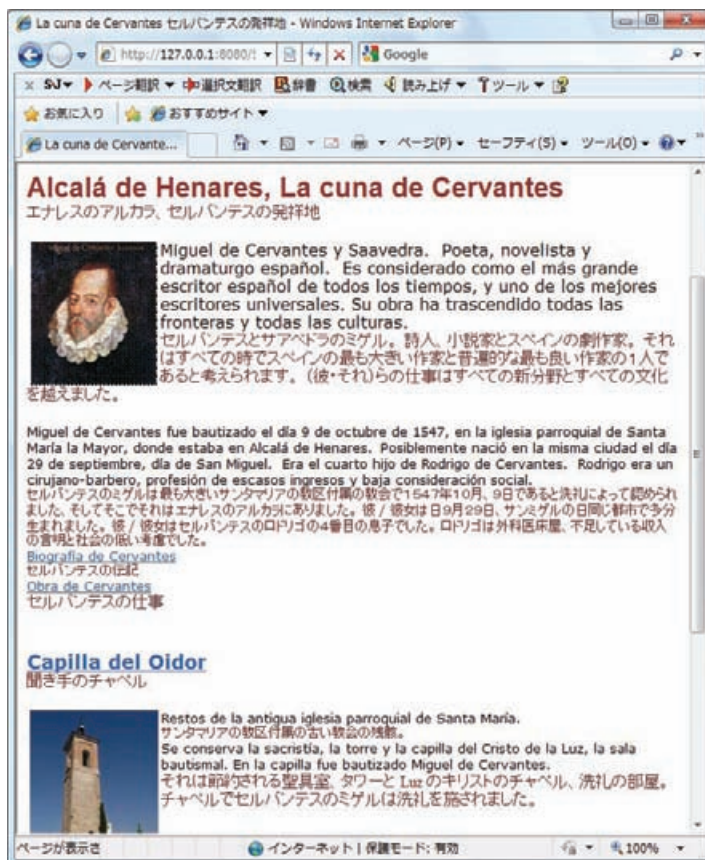 La cuna de Cervantes セルバンテスの発祥地 - Windows Internet Explorer
http://127.0.0.1:8080/ Google
SJ ページ翻訳 選択文翻訳 辞書 検索 読み上げ ツール
お気に入り おすすめサイト
La cuna de Cervante... ページ(P) セーフティ(S) ツール(O)
Alcalá de Henares, La cuna de Cervantes
エナレスのアルカラ、セルバンテスの発祥地
Miguel de Cervantes y Saavedra. Poeta, novelista y
dramaturgo español. Es considerado como el más grande
escritor español de todos los tiempos, y uno de los mejores
escritores universales. Su obra ha trascendido todas las
fronteras y todas las culturas.
セルバンテスとサアベドラのミゲル。詩人、小説家とスペインの劇作家。それ
はすべての時でスペインの最も大きい作家と普遍的な最も良い作家の1人で
あると考えられます。(彼・それ)らの仕事はすべての新分野とすべての文化
を越えました。
Miguel de Cervantes fue bautizado el día 9 de octubre de 1547, en la iglesia parroquial de Santa
María la Mayor, donde estaba en Alcalá de Henares. Posiblemente nació en la misma ciudad el día
29 de septiembre, día de San Miguel. Era el cuarto hijo de Rodrigo de Cervantes. Rodrigo era un
cirujano-barbero, profesión de escasos ingresos y baja consideración social.
セルバンテスのミゲルは最も大きいサンタマリアの教区付属の教会で1547年10月、9日であると洗礼によって認められ
ました、そしてそこでそれはエナレスのアルカラにありました。彼 / 彼女は日9月29日、サンミゲルの日同じ都市で多分
生まれました。彼 / 彼女はセルバンテスのロドリゴの4番目の息子でした。ロドリゴは外科医床屋、不足している収入
の言明と社会の低い考慮でした。
Biografía de Cervantes
セルバンテスの伝記
Obra de Cervantes
セルバンテスの仕事
Capilla del Oidor
聞き手のチャペル
Restos de la antigua iglesia parroquial de Santa María.
サンタマリアの教区付属の古い教会の残骸。
Se conserva la sacristía, la torre y la capilla del Cristo de la Luz, la sala
bautismal. En la capilla fue bautizado Miguel de Cervantes.
それは節約される聖具室、タワーと Luz のキリストのチャペル、洗礼の部屋。
チャペルでセルバンテスのミゲルは洗礼を施されました。
ページが表示さ インターネット | 保護モード: 有効 100%